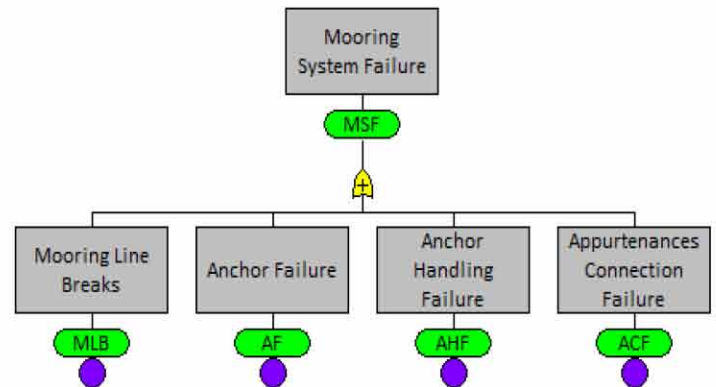 Mooring
System Failure
MSF
+
Mooring Line
Breaks
Anchor Failure
Anchor
Handling
Failure
Appurtenances
Connection
Failure
MLB
AF
AHF
ACF